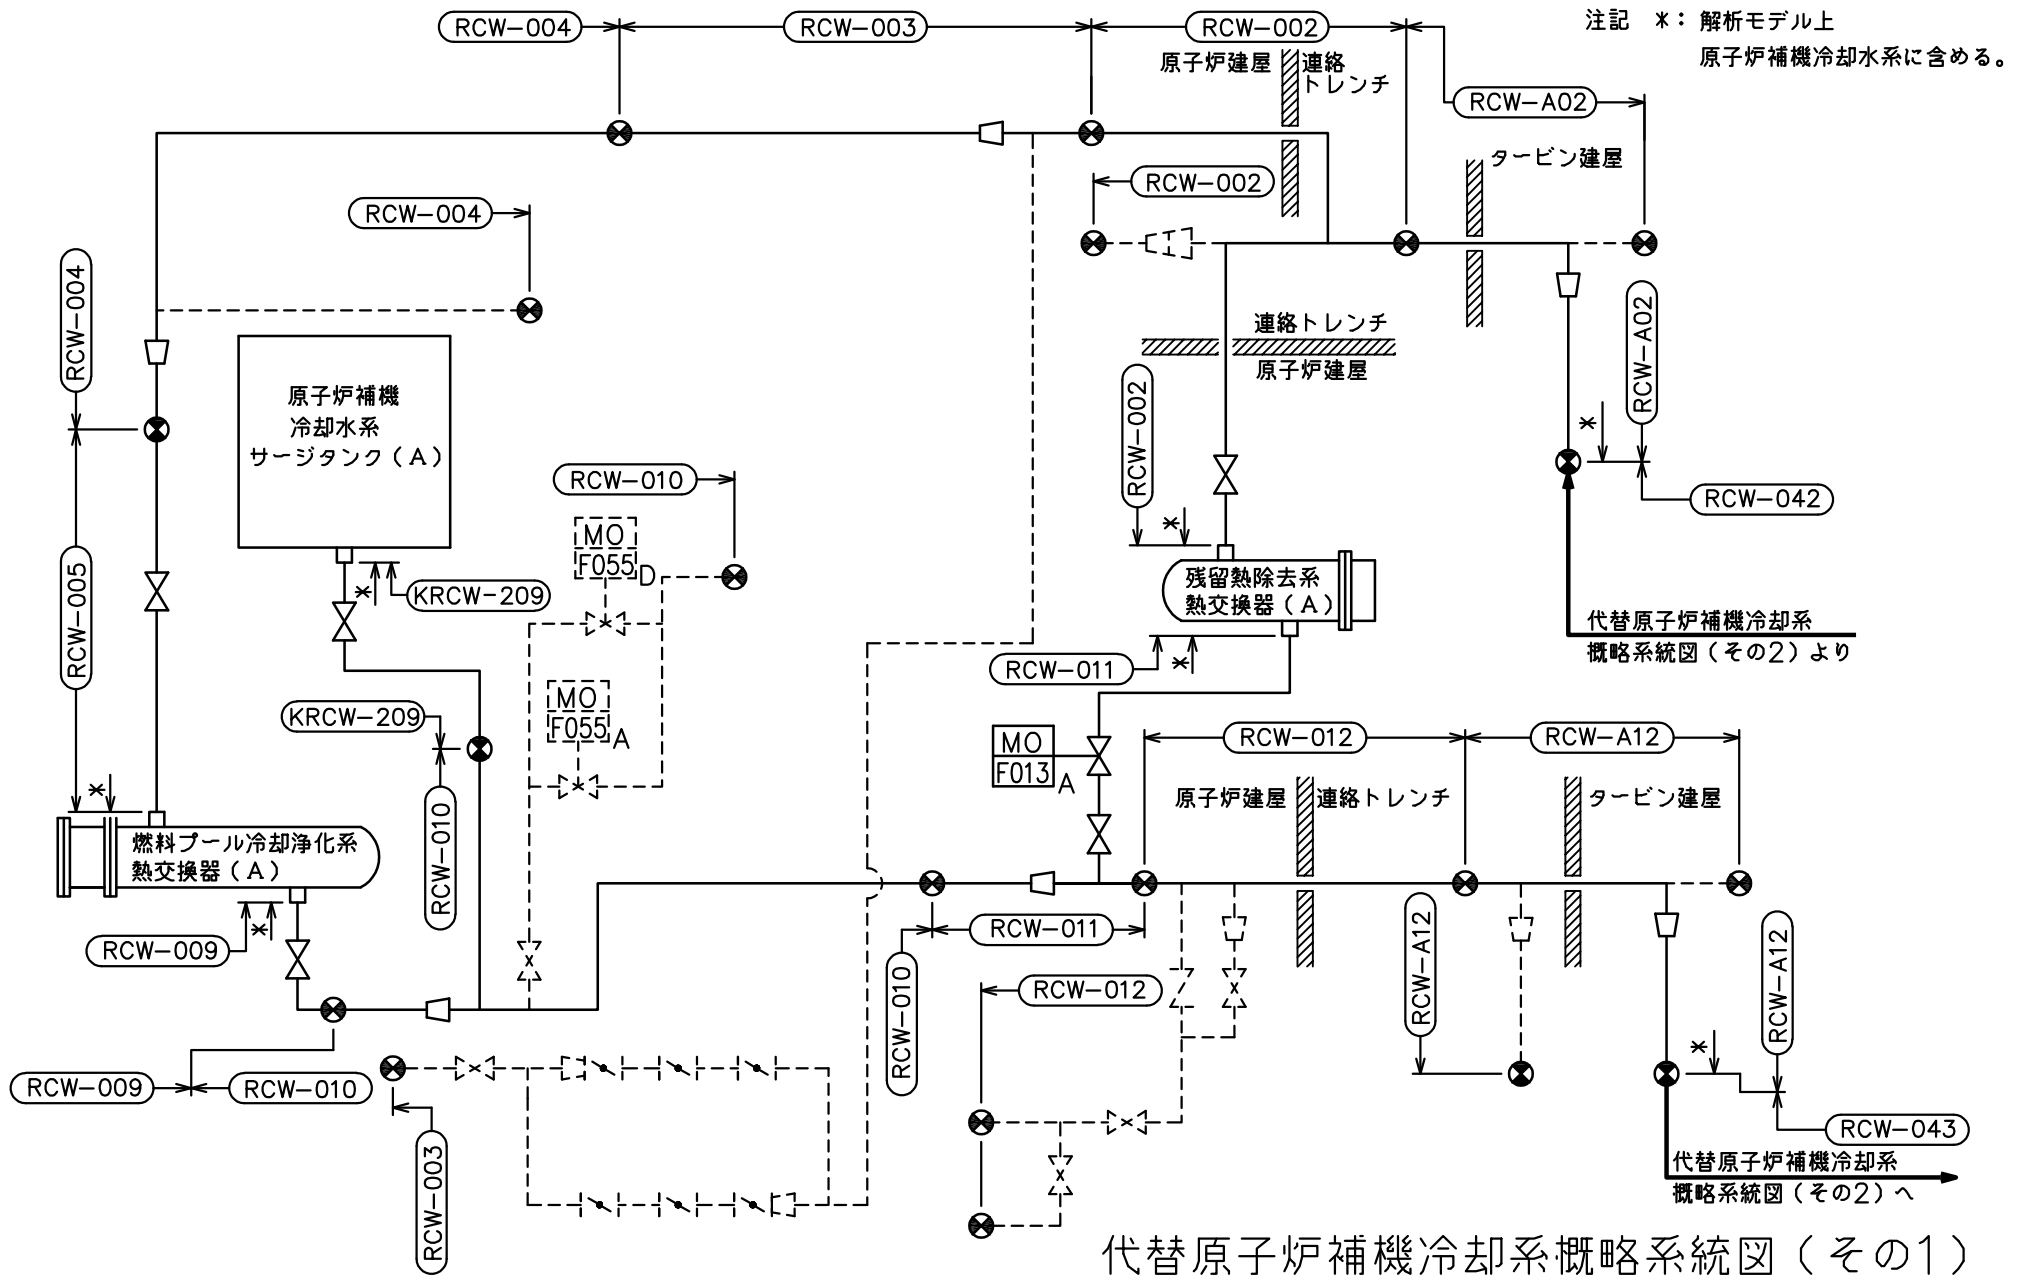 RCW-004
RCW-003
RCW-002
注記 *: 解析モデル上
原子炉補機冷却水系に含める。
原子炉建屋
連絡
トレンチ
RCW-A02
タービン建屋
RCW-002
RCW-004
RCW-004
RCW-A02
連絡トレンチ
原子炉建屋
RCW-002
原子炉補機
冷却水系
サージタンク(A)
*
*
RCW-010
RCW-042
MO
F055
D
RCW-005
*
KRCW-209
残留熱除去系
熱交換器(A)
代替原子炉補機冷却系
概略系統図(その2)より
RCW-011
*
MO
F055
A
KRCW-209
MO
F013
A
RCW-012
RCW-A12
原子炉建屋
連絡トレンチ
タービン建屋
*
RCW-010
燃料プール冷却浄化系
熱交換器(A)
RCW-009
*
RCW-011
RCW-A12
RCW-A12
RCW-010
RCW-012
*
RCW-009
RCW-010
RCW-003
RCW-043
代替原子炉補機冷却系
概略系統図(その2)へ
代替原子炉補機冷却系概略系統図(その1)